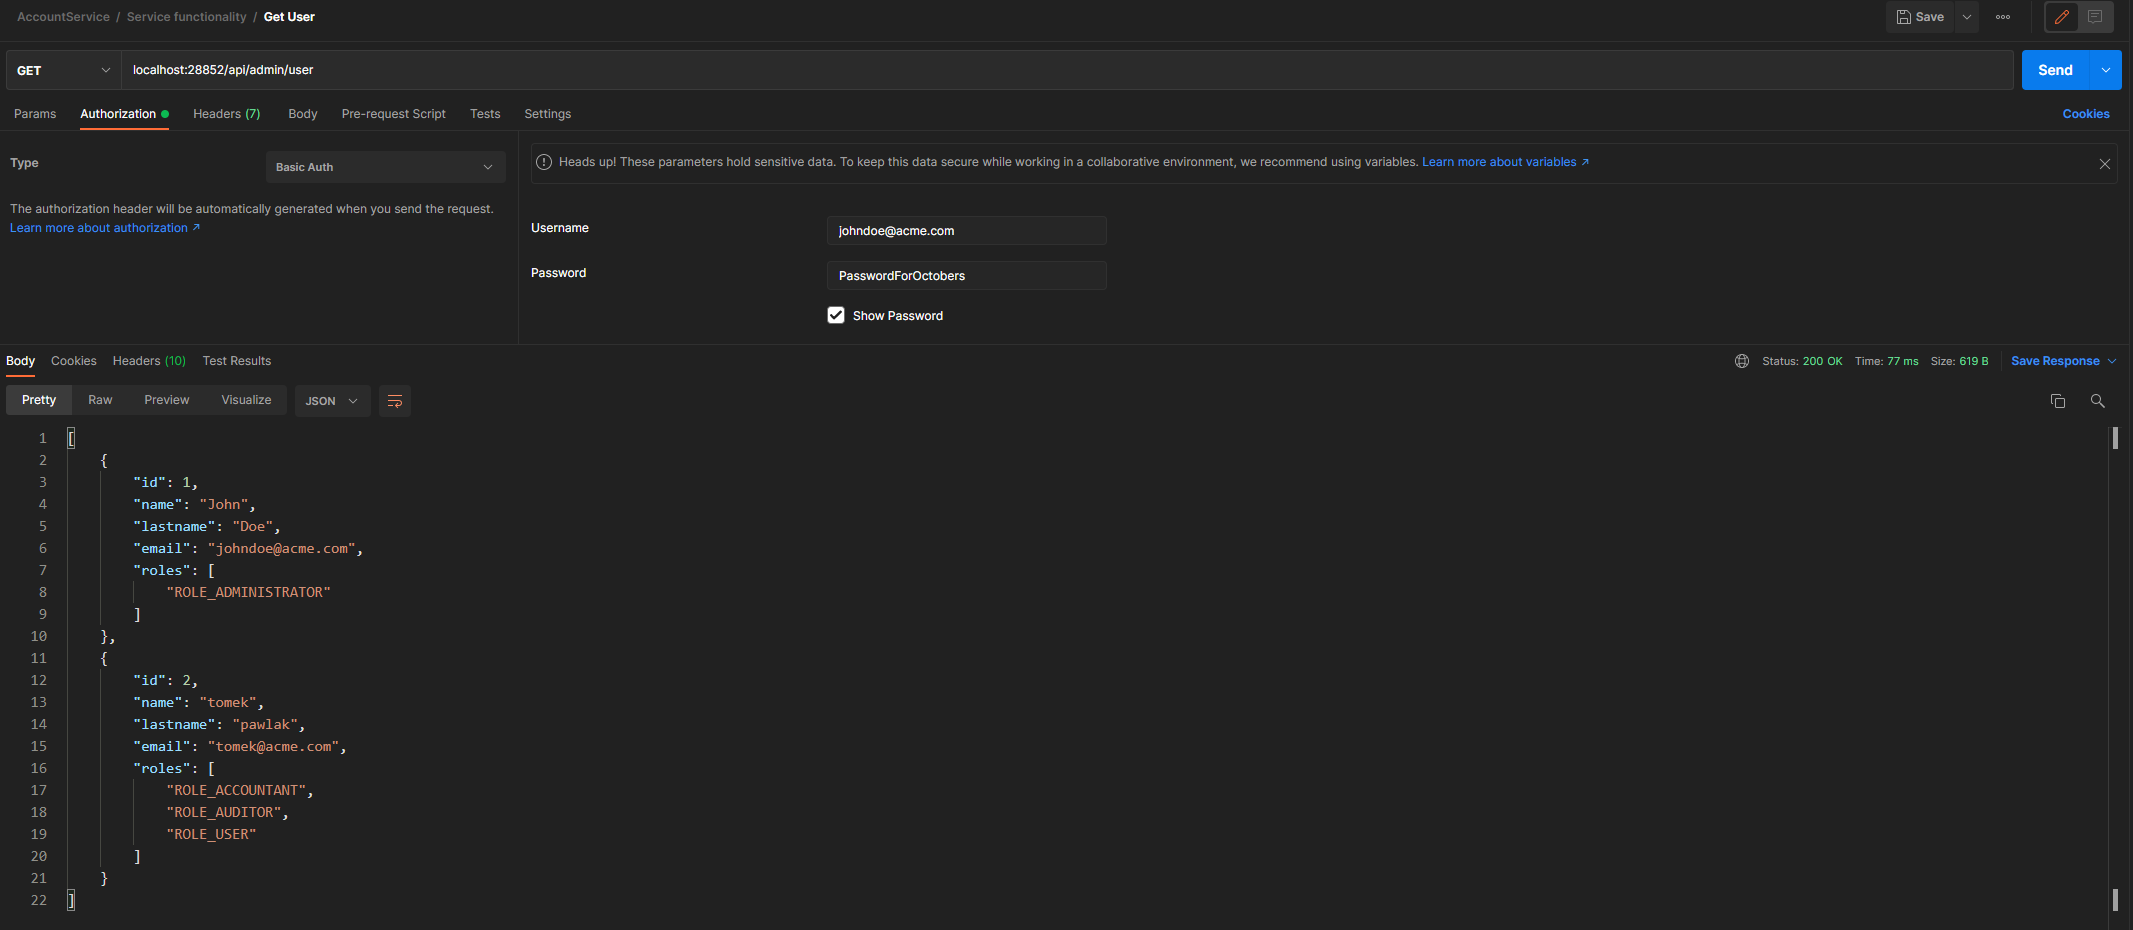 AccountService / Service functionality / Get User
Save
GET
localhost:28852/api/admin/user
Send
Params Authorization Headers (7) Body Pre-request Script Tests Settings Cookies
Type
Basic Auth
The authorization header will be automatically generated when you send the request.
Learn more about authorization ↗
Heads up! These parameters hold sensitive data. To keep this data secure while working in a collaborative environment, we recommend using variables. Learn more about variables ↗
Username
johndoe@acme.com
Password
PasswordForOctobers
Show Password
Body Cookies Headers (10) Test Results
Status: 200 OK Time: 77 ms Size: 619 B Save Response
Pretty Raw Preview Visualize JSON
1 [
2 {
3 "id": 1,
4 "name": "John",
5 "lastname": "Doe",
6 "email": "johndoe@acme.com",
7 "roles": [
8 "ROLE_ADMINISTRATOR"
9 ]
10 },
11 {
12 "id": 2,
13 "name": "tomek",
14 "lastname": "pawlak",
15 "email": "tomek@acme.com",
16 "roles": [
17 "ROLE_ACCOUNTANT",
18 "ROLE_AUDITOR",
19 "ROLE_USER"
20 ]
21 }
22 ]